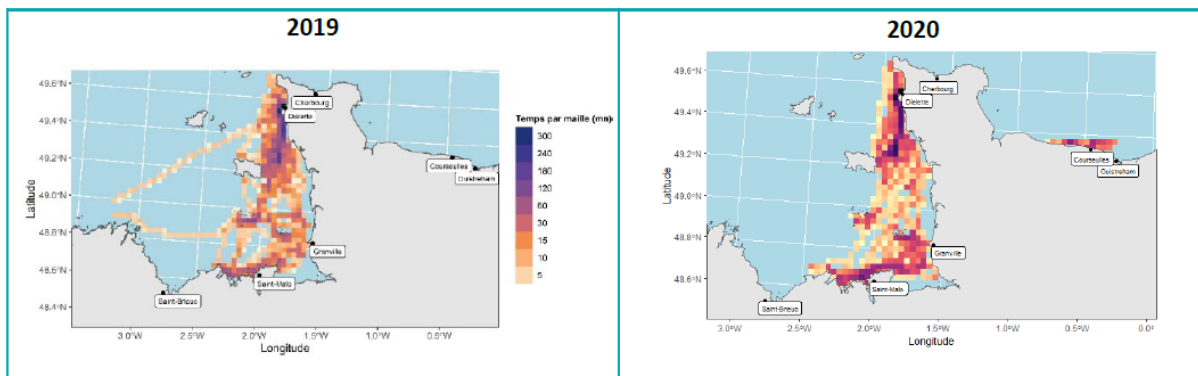 2019
2020
49.6°N
49.4°N
49.2°N
49.0°N
48.8°N
48.6°N
48.4°N
Latitude
Cherbourg
Dielette
Courseulles
Ouistreham
Granville
Saint-Malo
Saint-Brieuc
3.0°W
2.5°W
2.0°W
1.5°W
1.0°W
0.5°W
Longitude
Temps par maille (mn)
300
240
180
120
60
30
15
10
5
49.6°N
49.4°N
49.2°N
49.0°N
48.8°N
48.6°N
Latitude
Cherbourg
Dielette
Courseulles
Ouistreham
Granville
Saint-Malo
Saint-Brieuc
3.0°W
2.5°W
2.0°W
1.5°W
1.0°W
0.5°W
0.0°
Longitude